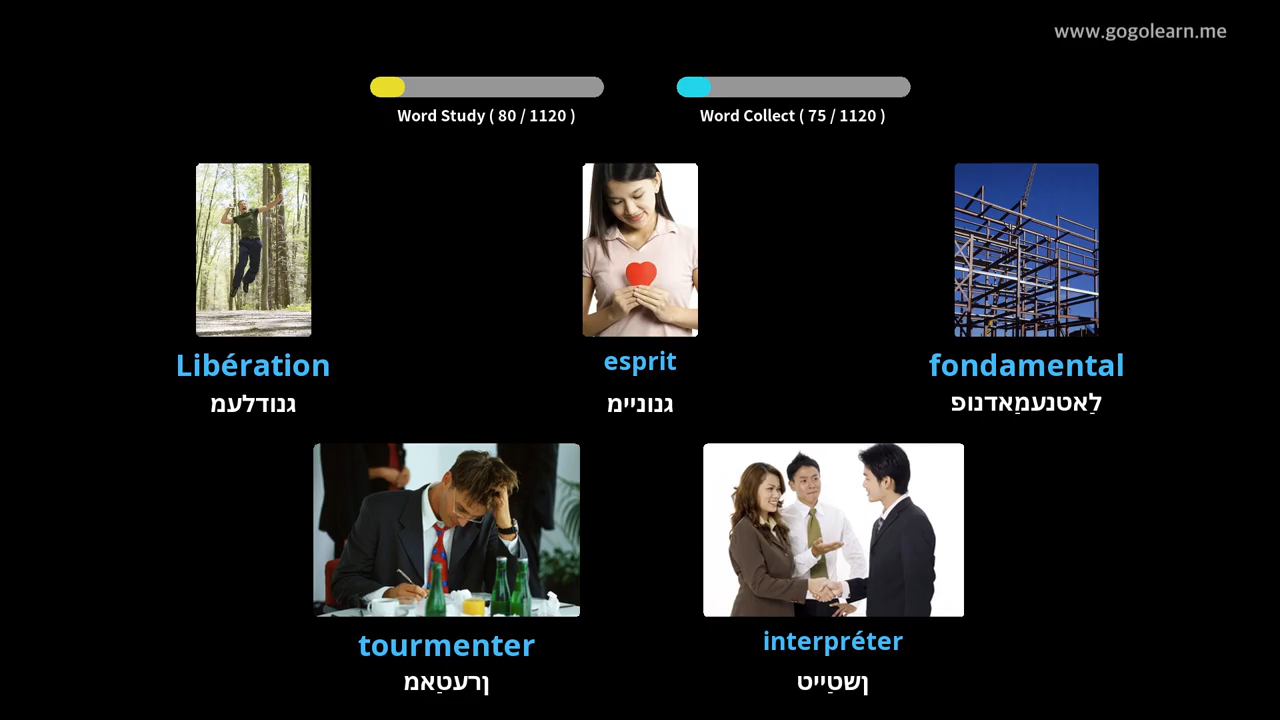 www.gogolearn.me
Word Study ( 80 / 1120 )
Word Collect ( 75 / 1120 )
Libération
גנודלעמ
esprit
גנוניימ
fondamental
לַאטנעמַאדנופ
tourmenter
ןרעטַאמ
interpréter
ןשטַייט